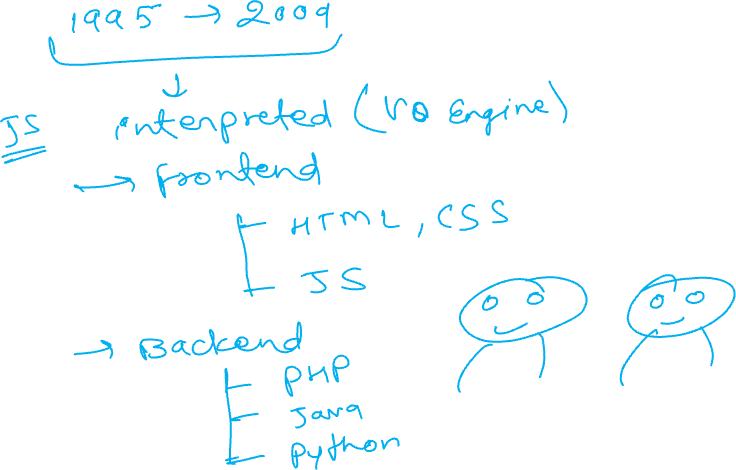 1995 → 2009
JS interpreted (V8 Engine)
→ Frontend
HTML, CSS
JS
→ Backend
PHP
Java
Python